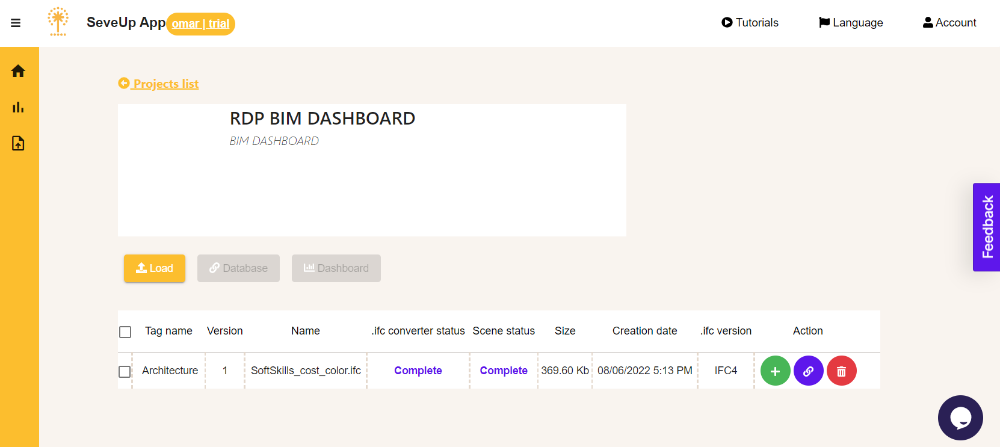 SeveUp App omar | trial Tutorials Language Account
Projects list
RDP BIM DASHBOARD
BIM DASHBOARD
Feedback
Load Database Dashboard
Tag name Version Name .ifc converter status Scene status Size Creation date .ifc version Action
Architecture 1 SoftSkills_cost_color.ifc Complete Complete 369.60 Kb 08/06/2022 5:13 PM IFC4